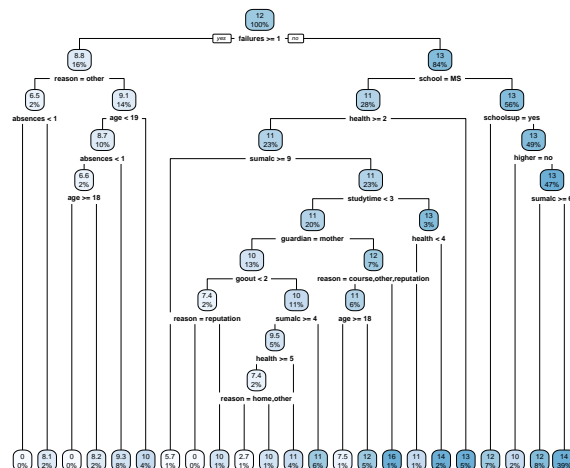 12
100%
yes failures >= 1 no
8.8
16%
13
84%
reason = other
school = MS
6.5
2%
9.1
14%
11
28%
13
56%
absences < 1
age < 19
health >= 2
schoolsup = yes
8.7
10%
11
23%
13
49%
absences < 1
sumalc >= 9
higher = no
6.6
2%
11
23%
13
47%
age >= 18
studytime < 3
sumalc >= 6
11
20%
13
3%
guardian = mother
health < 4
10
13%
12
7%
goout < 2
reason = course,other,reputation
7.4
2%
10
11%
11
6%
reason = reputation
sumalc >= 4
age >= 18
9.5
5%
health >= 5
7.4
2%
reason = home,other
0 8.1 0 8.2 9.3 10 5.7 0 10 2.7 10 11 11 7.5 12 16 11 14 13 12 10 12 14
0% 2% 0% 2% 8% 4% 1% 0% 1% 1% 1% 4% 6% 1% 5% 1% 1% 2% 5% 7% 2% 8% 39%